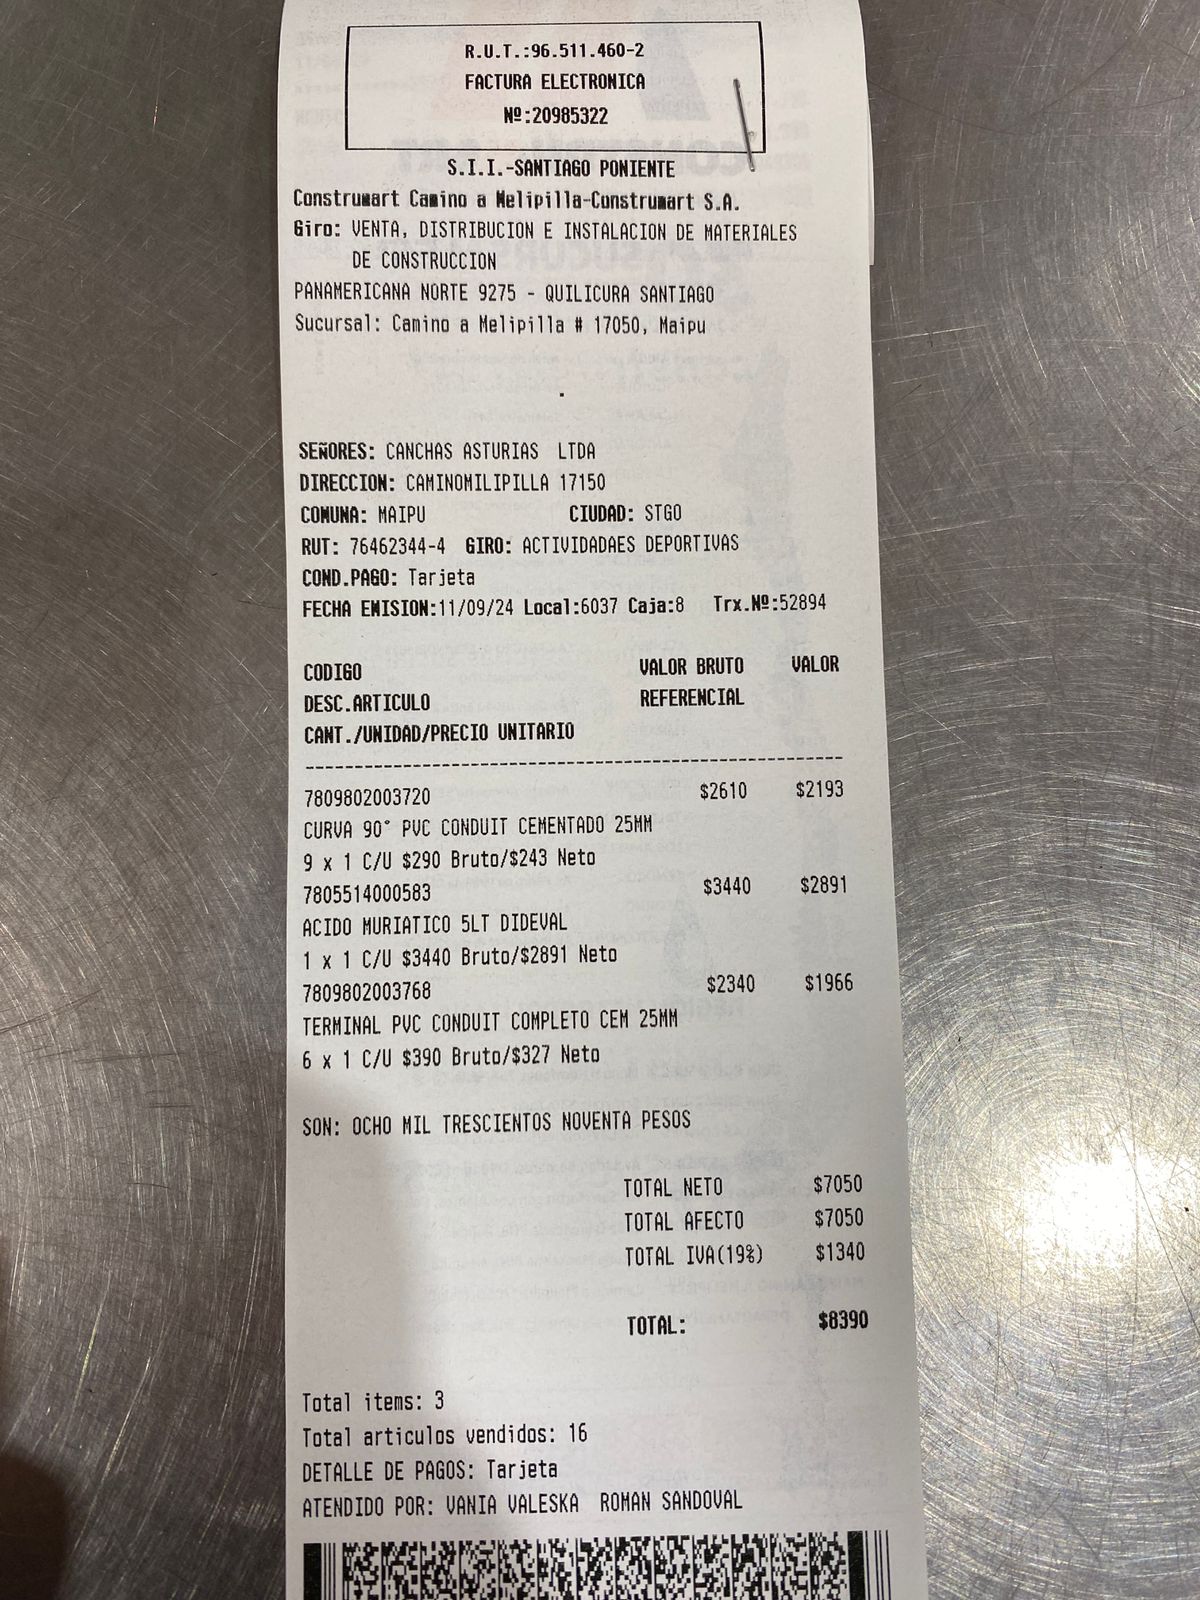 R.U.T.:96.511.460-2
FACTURA ELECTRONICA
Nº:20985322
S.I.I.-SANTIAGO PONIENTE
Construmart Camino a Melipilla-Construmart S.A.
Giro: VENTA, DISTRIBUCION E INSTALACION DE MATERIALES
DE CONSTRUCCION
PANAMERICANA NORTE 9275 - QUILICURA SANTIAGO
Sucursal: Camino a Melipilla # 17050, Maipu
.
SEÑORES: CANCHAS ASTURIAS LTDA
DIRECCION: CAMINOMILIPILLA 17150
COMUNA: MAIPU CIUDAD: STGO
RUT: 76462344-4 GIRO: ACTIVIDADAES DEPORTIVAS
COND.PAGO: Tarjeta
FECHA EMISION:11/09/24 Local:6037 Caja:8 Trx.Nº:52894
CODIGO VALOR BRUTO VALOR
DESC.ARTICULO REFERENCIAL
CANT./UNIDAD/PRECIO UNITARIO
7809802003720 $2610 $2193
CURVA 90° PVC CONDUIT CEMENTADO 25MM
9 x 1 C/U $290 Bruto/$243 Neto
7805514000583 $3440 $2891
ACIDO MURIATICO 5LT DIDEVAL
1 x 1 C/U $3440 Bruto/$2891 Neto
7809802003768 $2340 $1966
TERMINAL PVC CONDUIT COMPLETO CEM 25MM
6 x 1 C/U $390 Bruto/$327 Neto
SON: OCHO MIL TRESCIENTOS NOVENTA PESOS
TOTAL NETO $7050
TOTAL AFECTO $7050
TOTAL IVA(19%) $1340
TOTAL: $8390
Total items: 3
Total articulos vendidos: 16
DETALLE DE PAGOS: Tarjeta
ATENDIDO POR: VANIA VALESKA ROMAN SANDOVAL